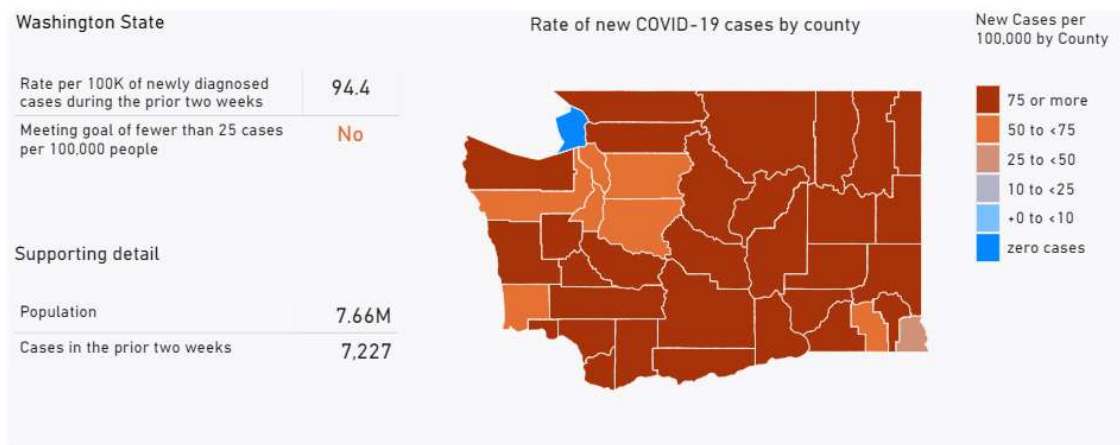 Washington State
Rate per 100K of newly diagnosed
cases during the prior two weeks
94.4
Meeting goal of fewer than 25 cases
per 100,000 people
No
Supporting detail
Population
7.66M
Cases in the prior two weeks
7,227
Rate of new COVID-19 cases by county
New Cases per
100,000 by County
75 or more
50 to <75
25 to <50
10 to <25
+0 to <10
zero cases